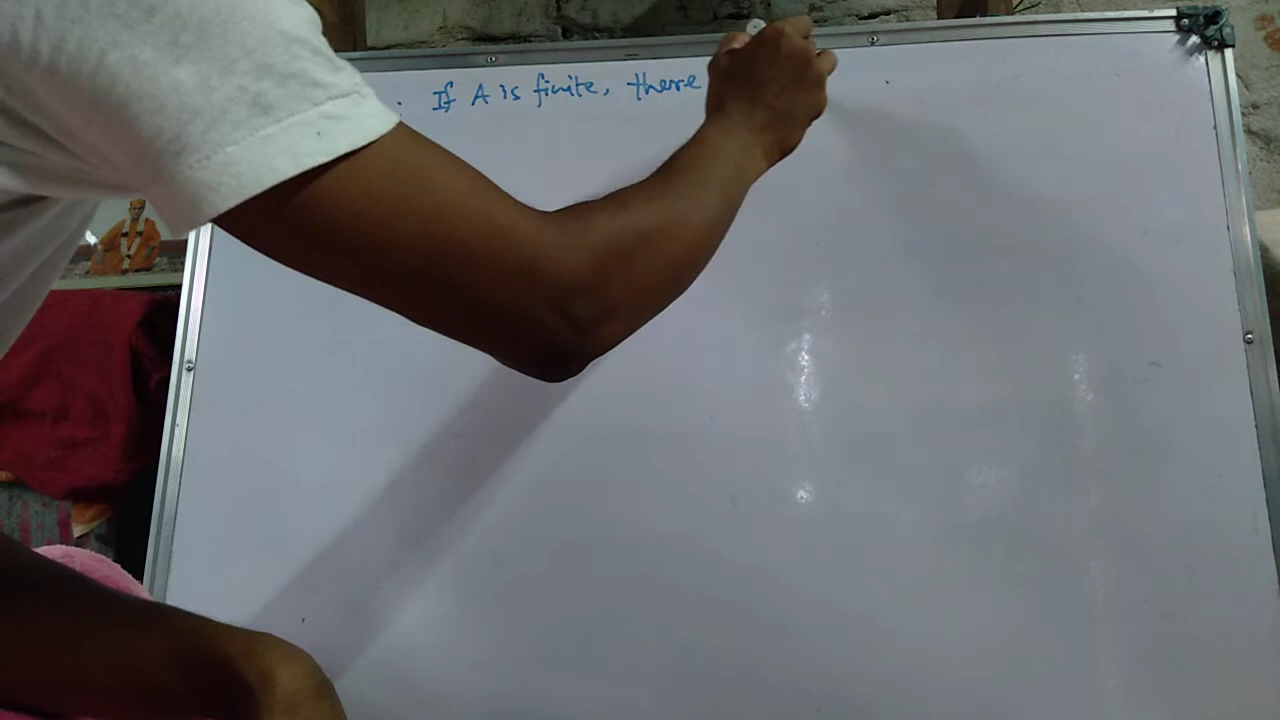 . If A is finite, there